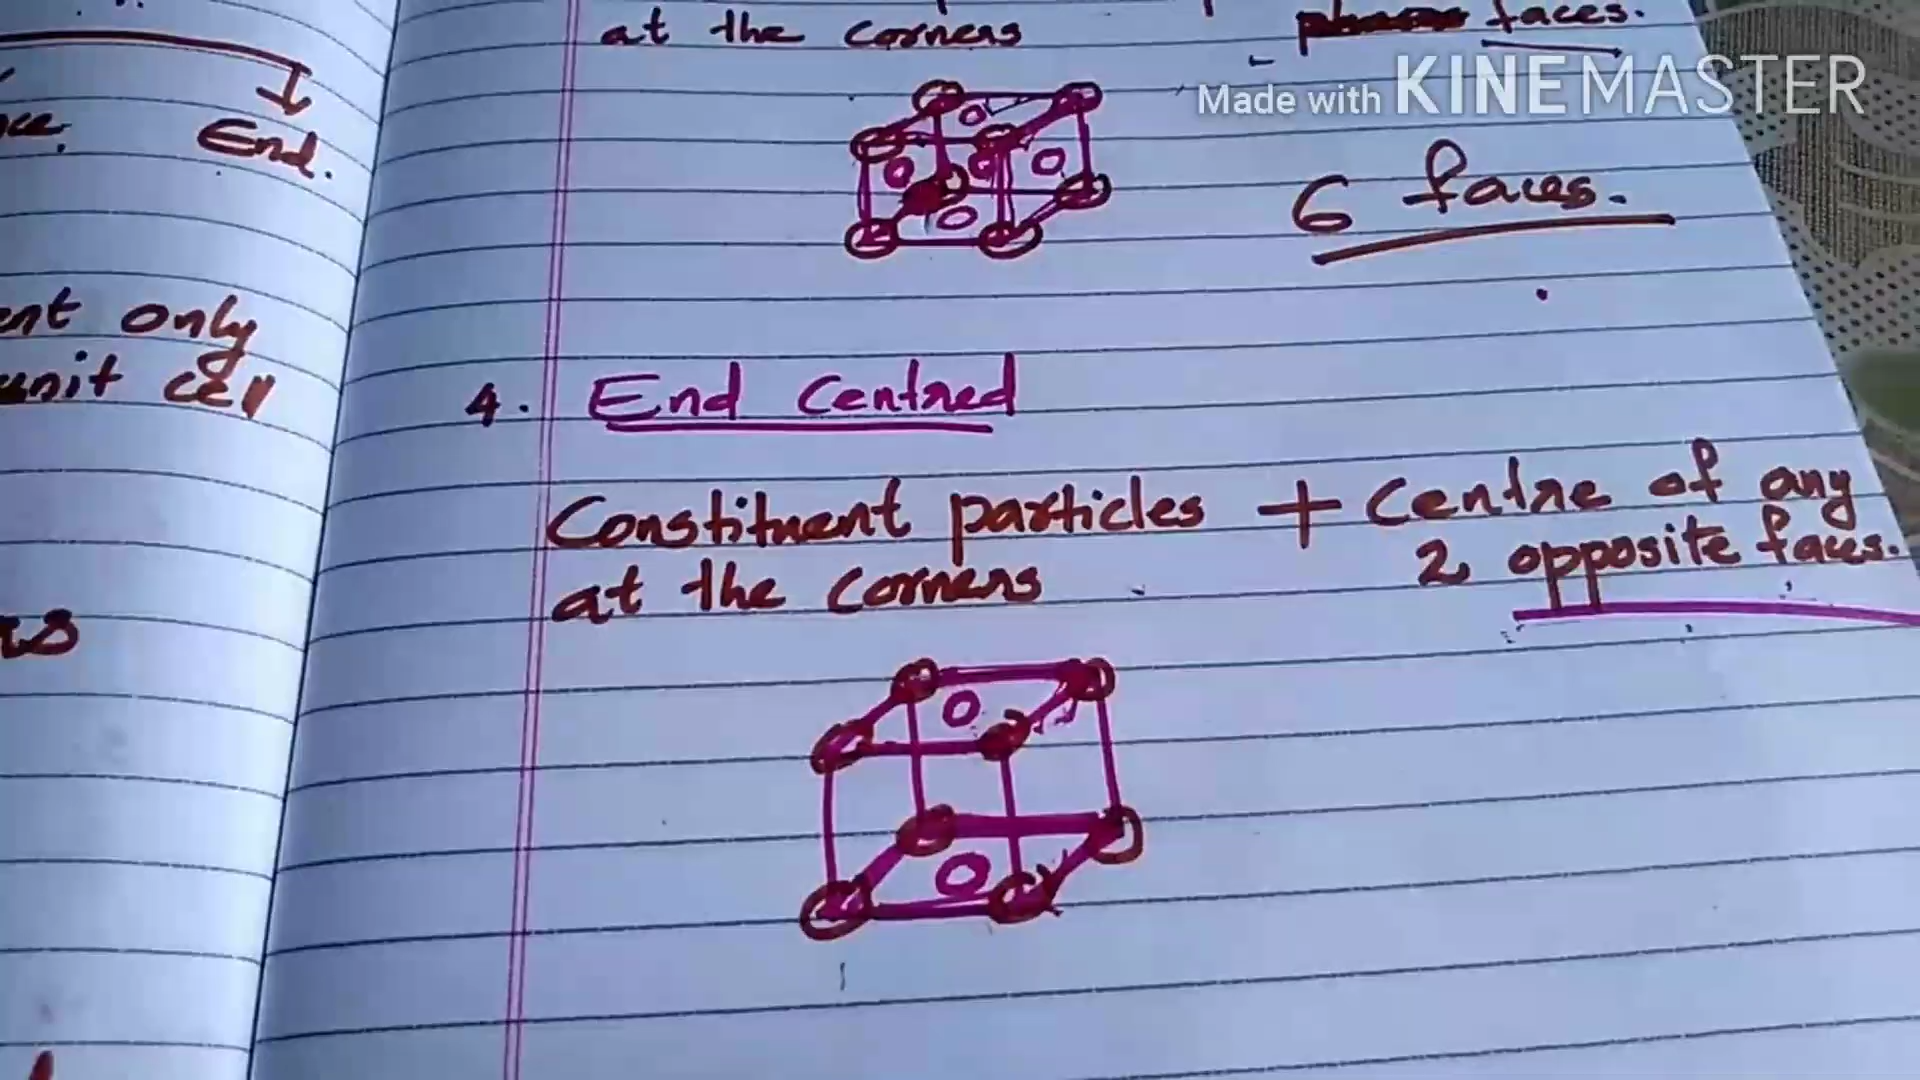 at the corners
faces.
Made with KINEMASTER
End.
6 faces.
ent only
unit cell
4. End Centred
Constituent particles + Centre of any
at the corners 2 opposite faces.